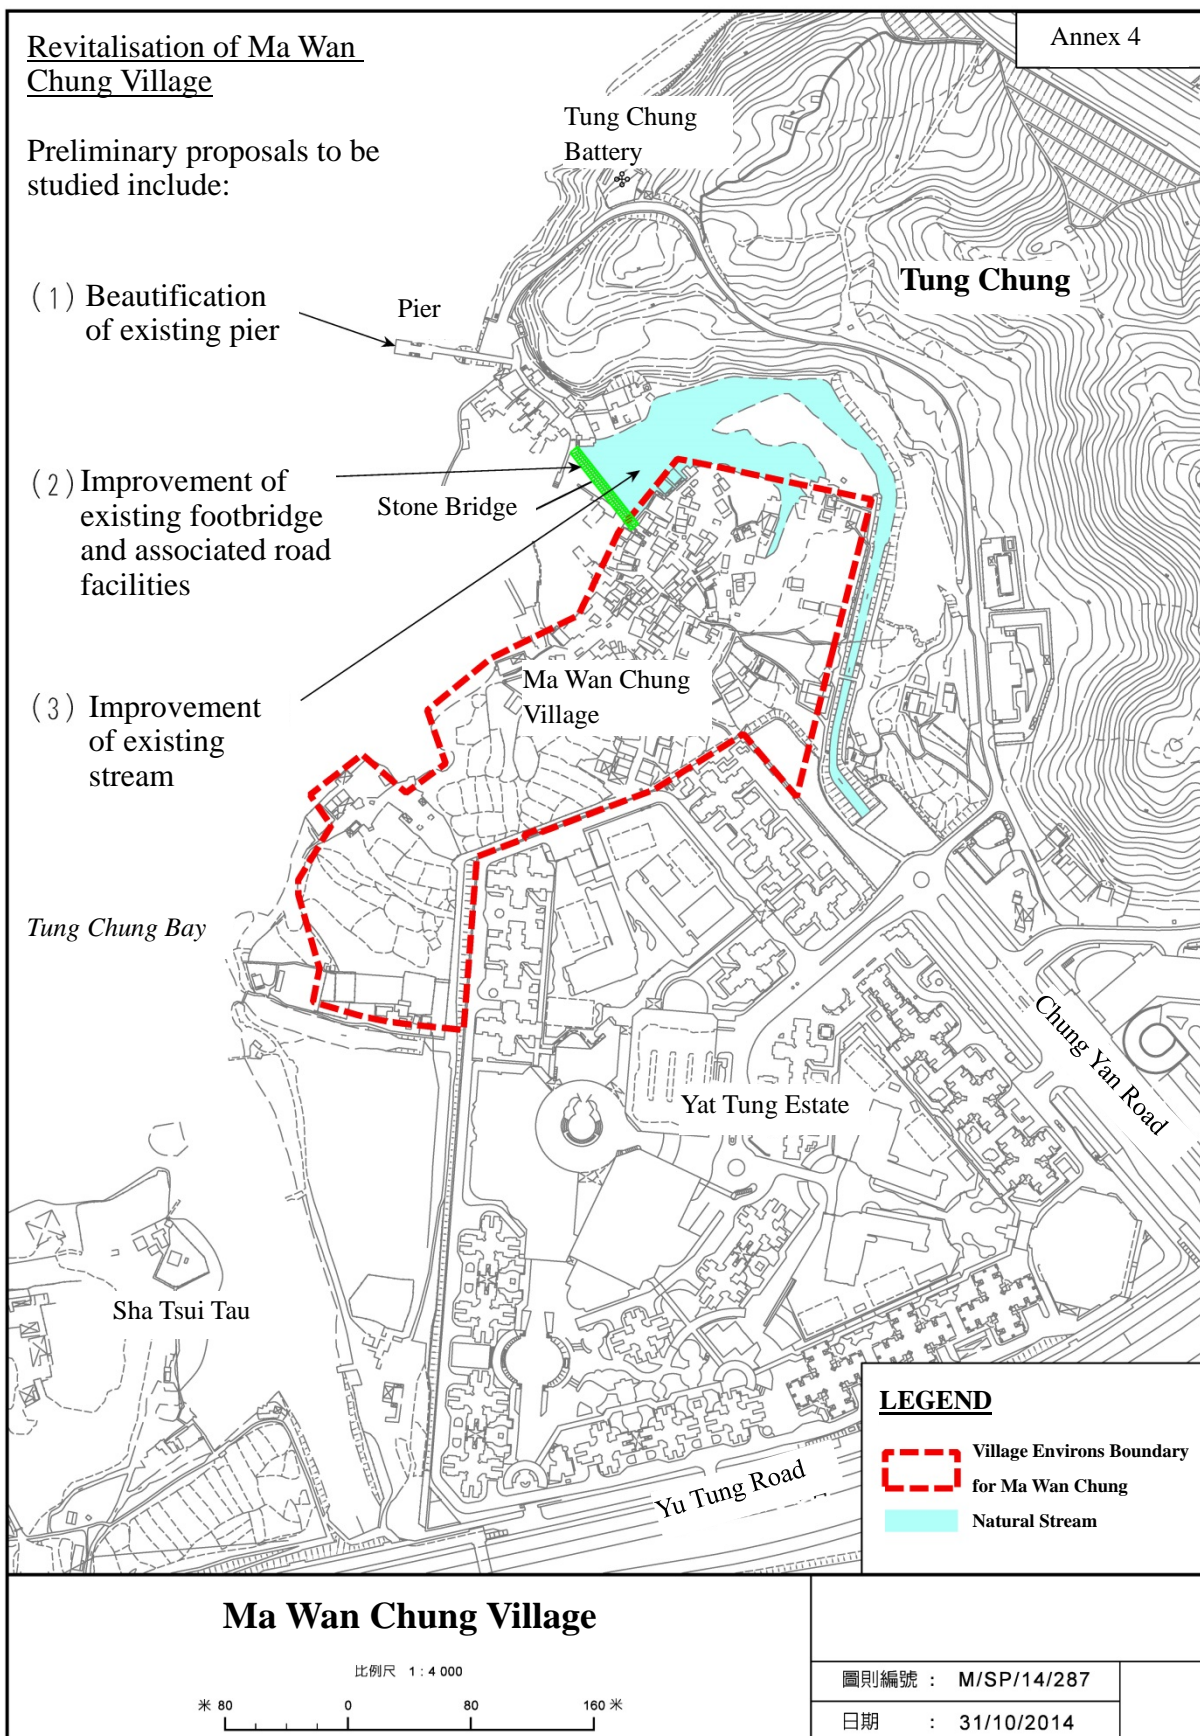 Annex 4
Revitalisation of Ma Wan
Chung Village
Preliminary proposals to be
studied include:
Tung Chung
Battery
Tung Chung
(1) Beautification
of existing pier
Pier
(2) Improvement of
existing footbridge
and associated road
facilities
Stone Bridge
(3) Improvement
of existing
stream
Ma Wan Chung
Village
Tung Chung Bay
Chung Yan Road
Yat Tung Estate
Sha Tsui Tau
Yu Tung Road
LEGEND
Village Environs Boundary
for Ma Wan Chung
Natural Stream
Ma Wan Chung Village
比例尺 1 : 4 000
米 80 0 80 160 米
圖則編號 : M/SP/14/287
日期 : 31/10/2014